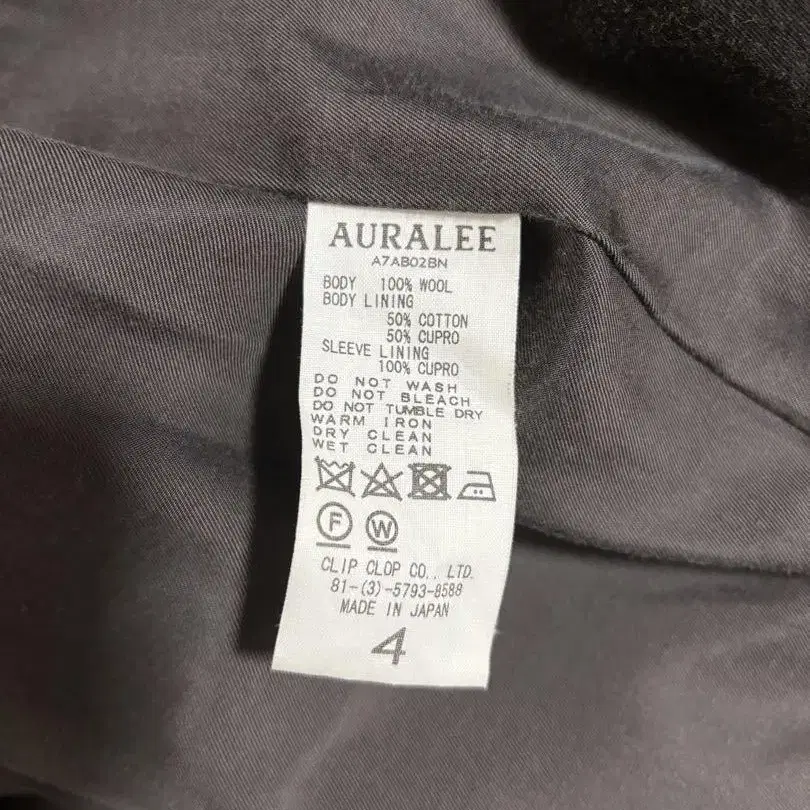 AURALEE
A7AB02BN
BODY 100% WOOL
BODY LINING
50% COTTON
50% CUPRO
SLEEVE LINING
100% CUPRO
DO NOT WASH
DO NOT BLEACH
DO NOT TUMBLE DRY
WARM IRON
DRY CLEAN
WET CLEAN
F W
CLIP CLOP CO., LTD.
81-(3)-5793-8588
MADE IN JAPAN
4